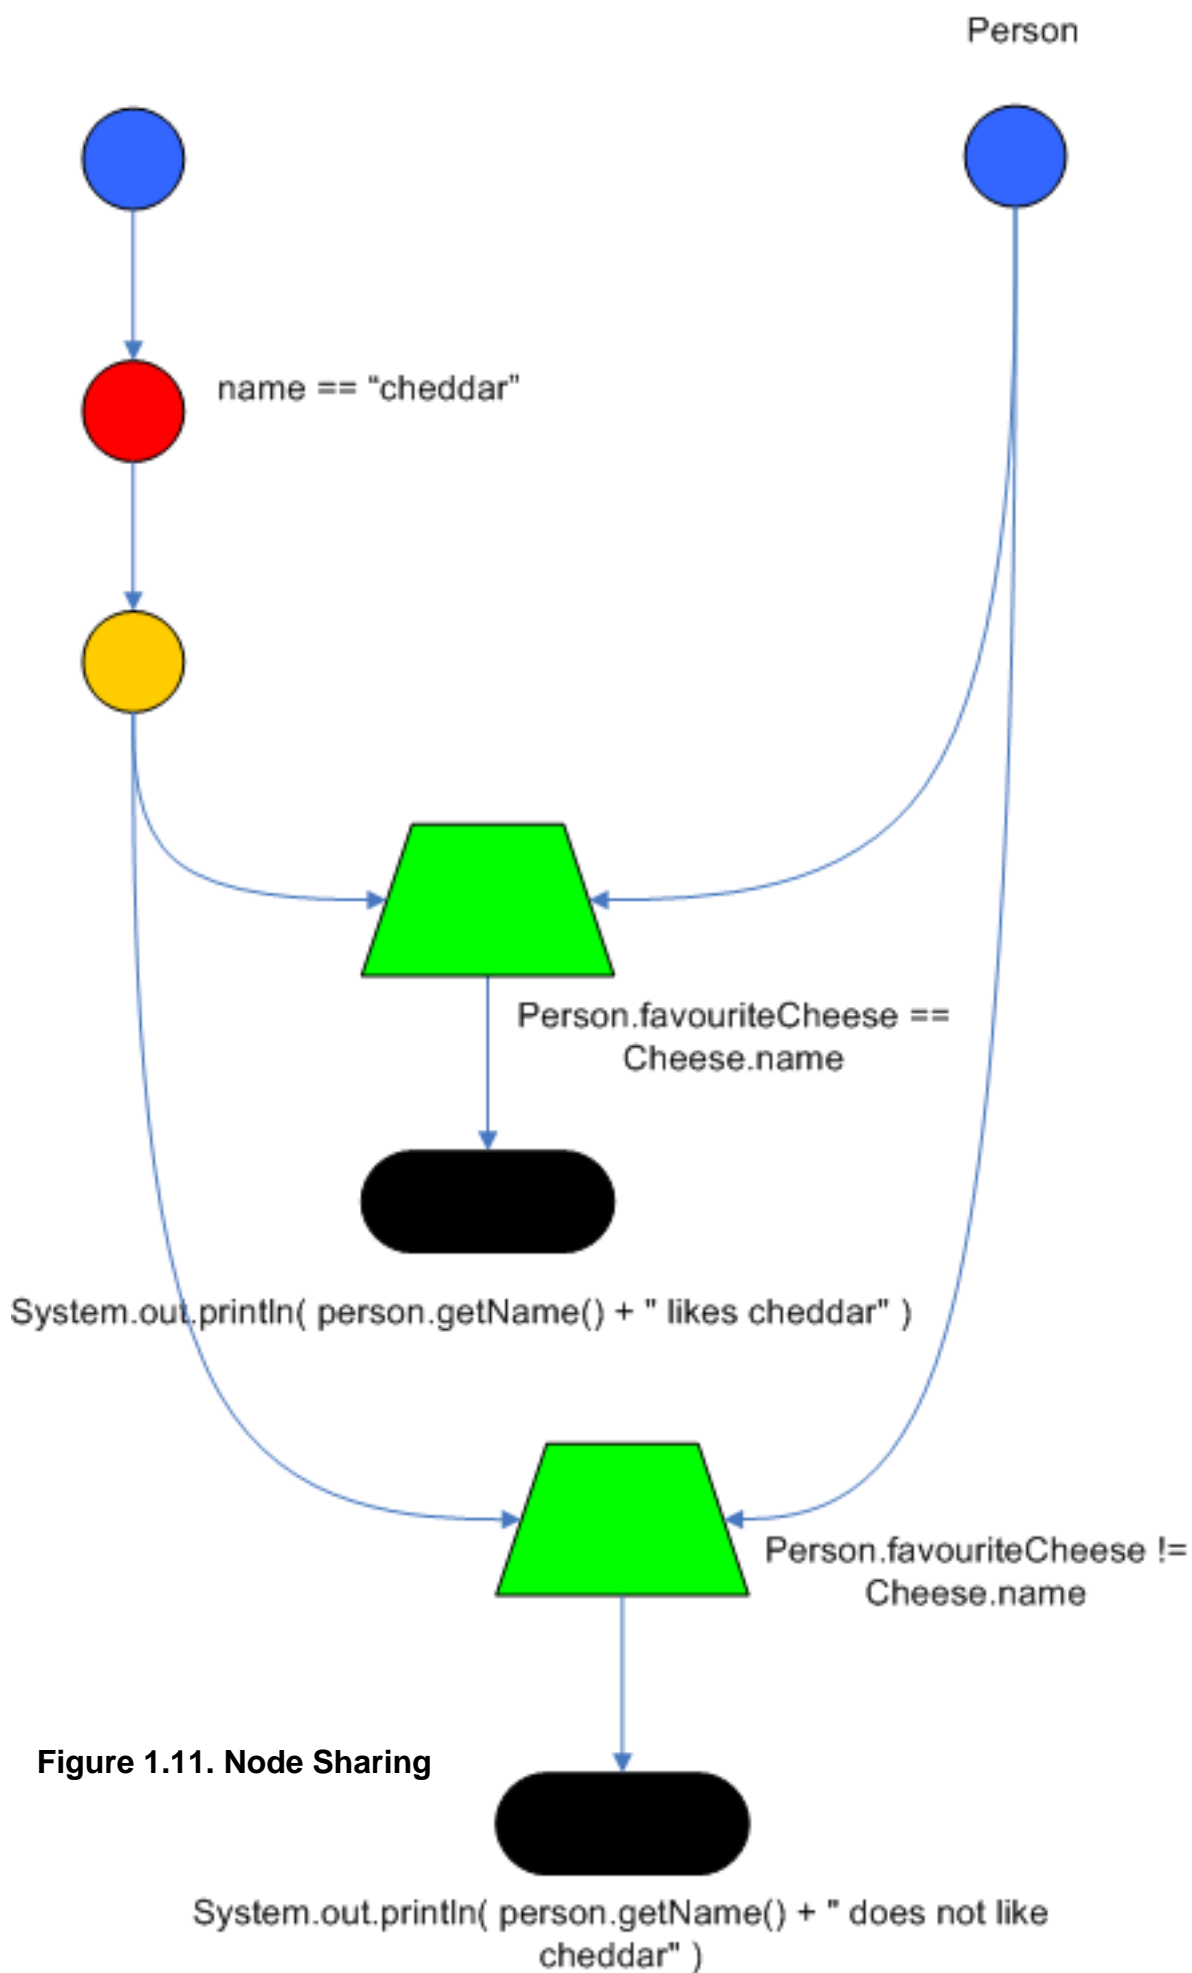 Person
name == “cheddar”
Person.favouriteCheese ==
Cheese.name
System.out.println( person.getName() + " likes cheddar" )
Person.favouriteCheese !=
Cheese.name
Figure 1.11. Node Sharing
System.out.println( person.getName() + " does not like
cheddar" )